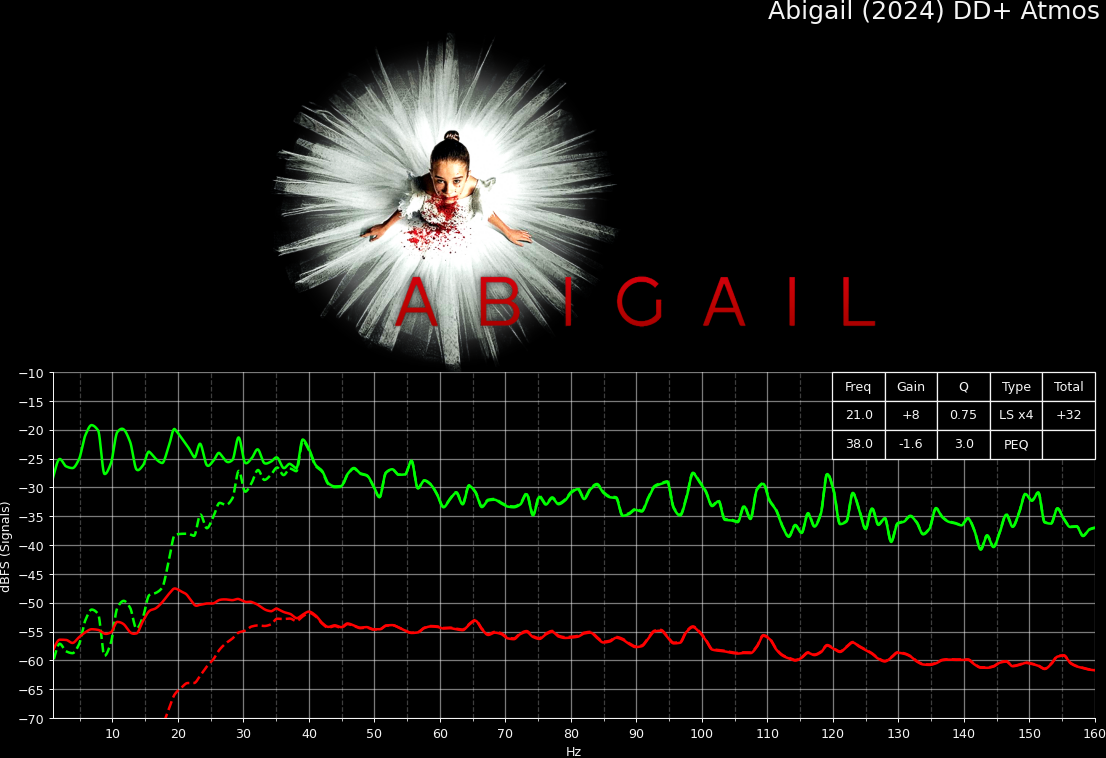 Abigail (2024) DD+ Atmos
ABIGAIL
Freq Gain Q Type Total
21.0 +8 0.75 LS x4 +32
38.0 -1.6 3.0 PEQ
dBFS (Signals)
−10
−15
−20
−25
−30
−35
−40
−45
−50
−55
−60
−65
−70
10 20 30 40 50 60 70 80 90 100 110 120 130 140 150 160
Hz